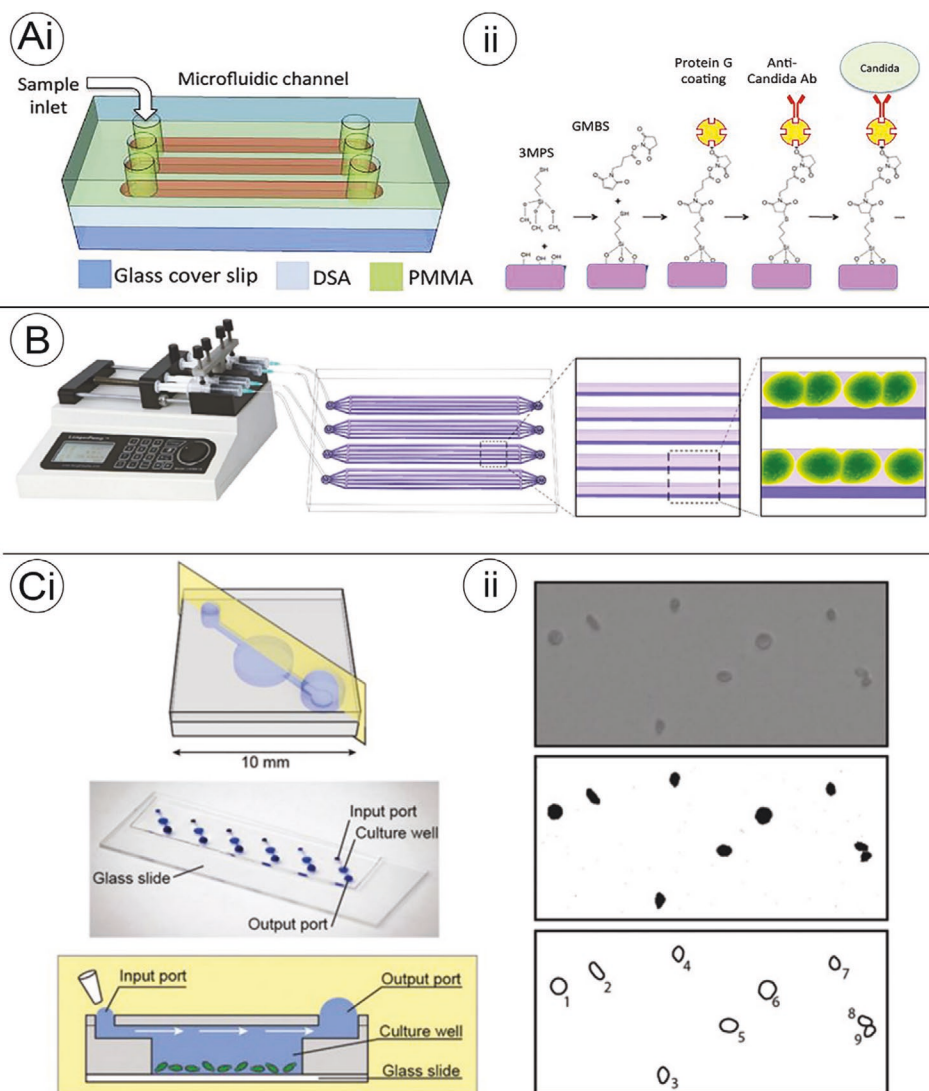 Ai
Sample
inlet
Microfluidic channel
Glass cover slip
DSA
PMMA
ii
3MPS
GMBS
Protein G
coating
Anti-
Candida Ab
Candida
B
Ci
10 mm
Input port
Culture well
Glass slide
Output port
Input port
Output port
Culture well
Glass slide
ii
1
2
3
4
5
6
7
8
9